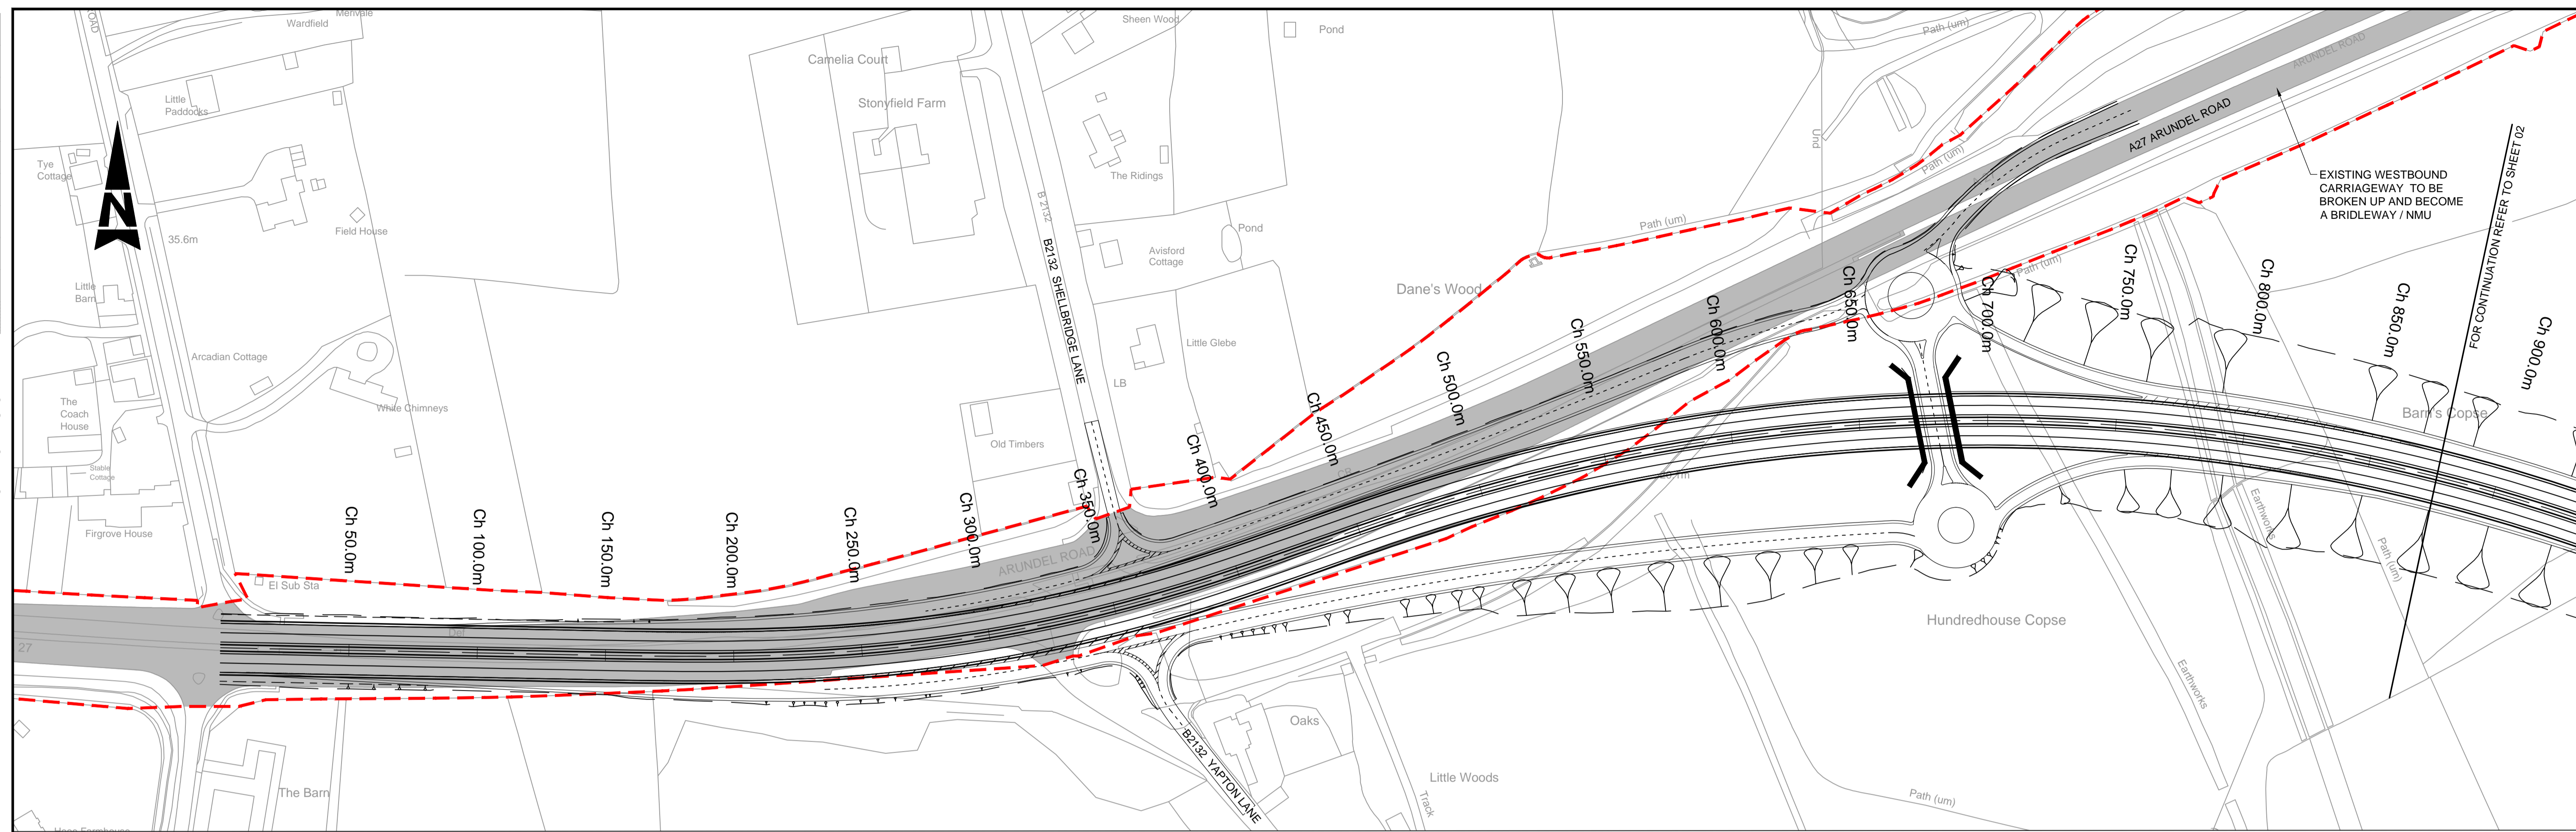 ROAD
Wardfield
Merivale
Little
Paddocks
Tye
Cottage
N
35.6m
Field House
Little
Barn
Arcadian Cottage
White Chimneys
The
Coach
House
Stable
Cottage
Firgrove House
El Sub Sta
27
Def
The Barn
Camelia Court
Stonyfield Farm
Sheen Wood
Pond
The Ridings
B 2132
B2132 SHELLBRIDGE LANE
Avisford
Cottage
Pond
Little Glebe
LB
Old Timbers
ARUNDEL ROAD
Ch 50.0m
Ch 100.0m
Ch 150.0m
Ch 200.0m
Ch 250.0m
Ch 300.0m
Ch 350.0m
Ch 400.0m
Ch 450.0m
Ch 500.0m
Ch 550.0m
Ch 600.0m
Ch 650.0m
Ch 700.0m
Ch 750.0m
Ch 800.0m
Ch 850.0m
Ch 900.0m
Dane's Wood
Path (um)
Path (um)
Und
Path (um)
Path (um)
ARUNDEL ROAD
A27 ARUNDEL ROAD
EXISTING WESTBOUND
CARRIAGEWAY TO BE
BROKEN UP AND BECOME
A BRIDLEWAY / NMU
FOR CONTINUATION REFER TO SHEET 02
Barn's Copse
Earthworks
Path (um)
Hundredhouse Copse
Earthworks
Path (um)
Oaks
Little Woods
Track
B2132 YAPTON LANE